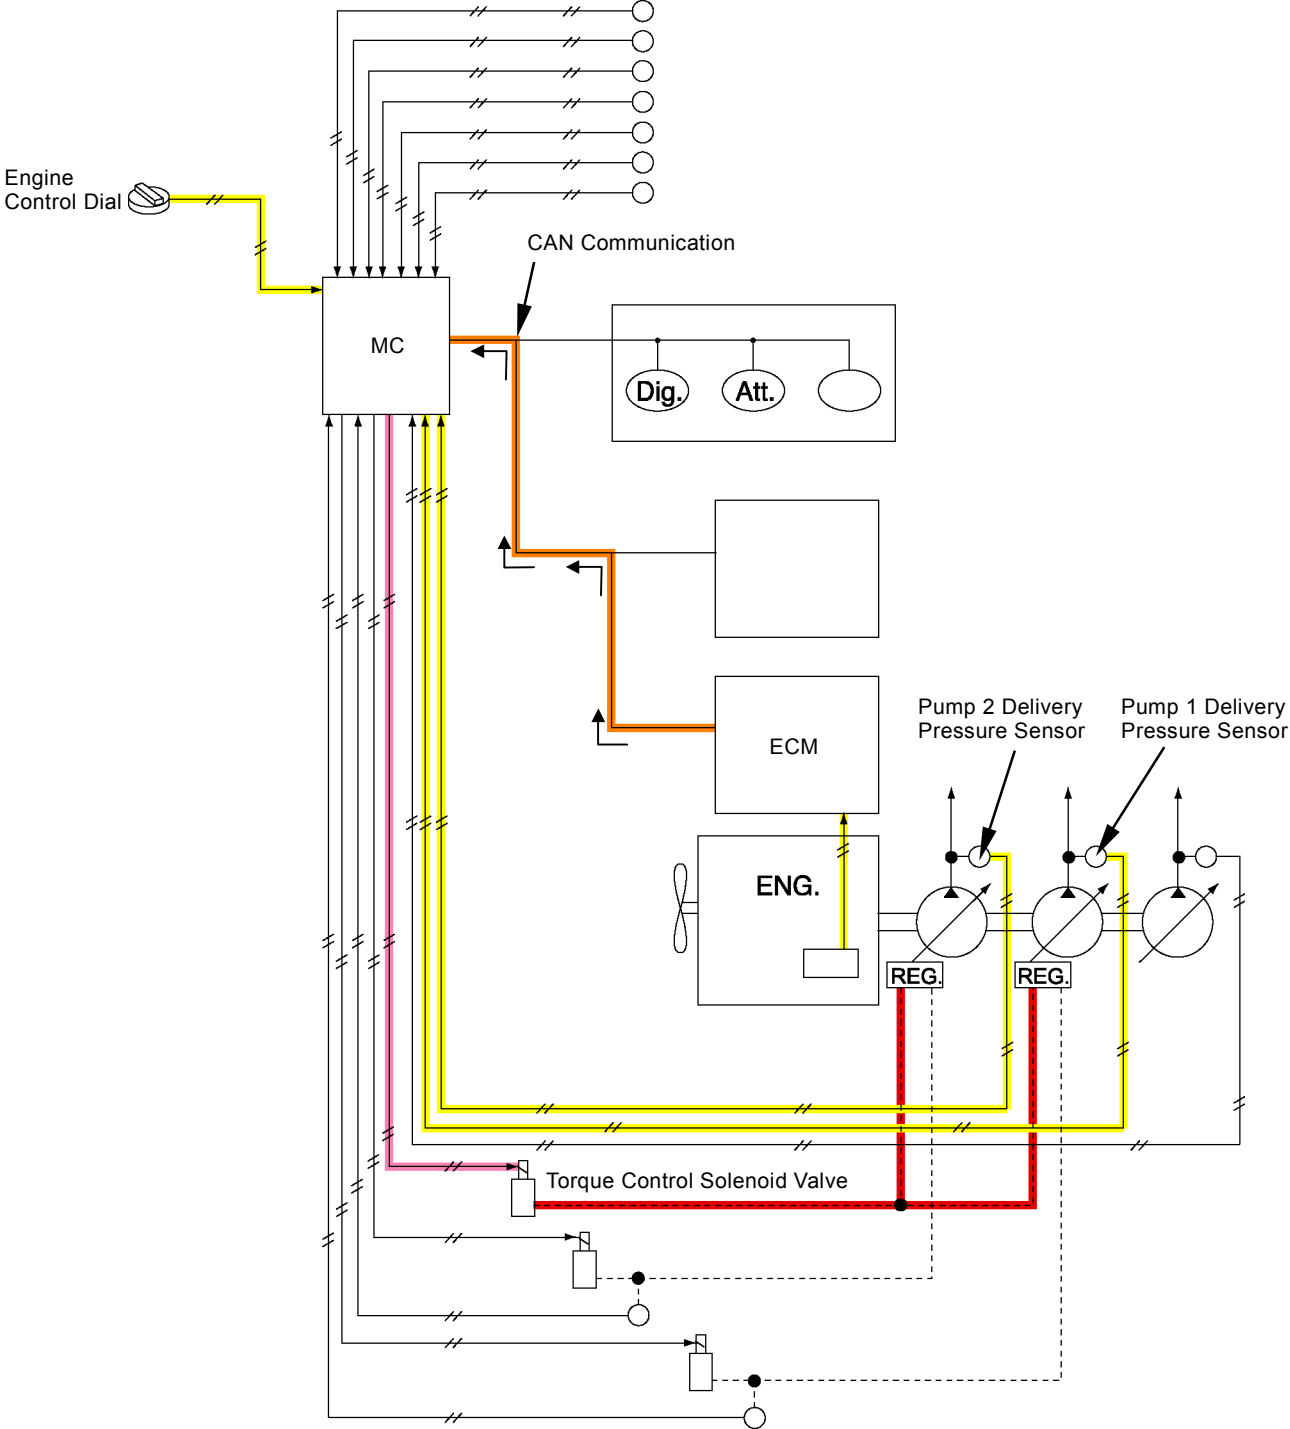 Engine
Control Dial
CAN Communication
MC
Dig.
Att.
Pump 2 Delivery
Pressure Sensor
Pump 1 Delivery
Pressure Sensor
ECM
ENG.
REG.
REG.
Torque Control Solenoid Valve